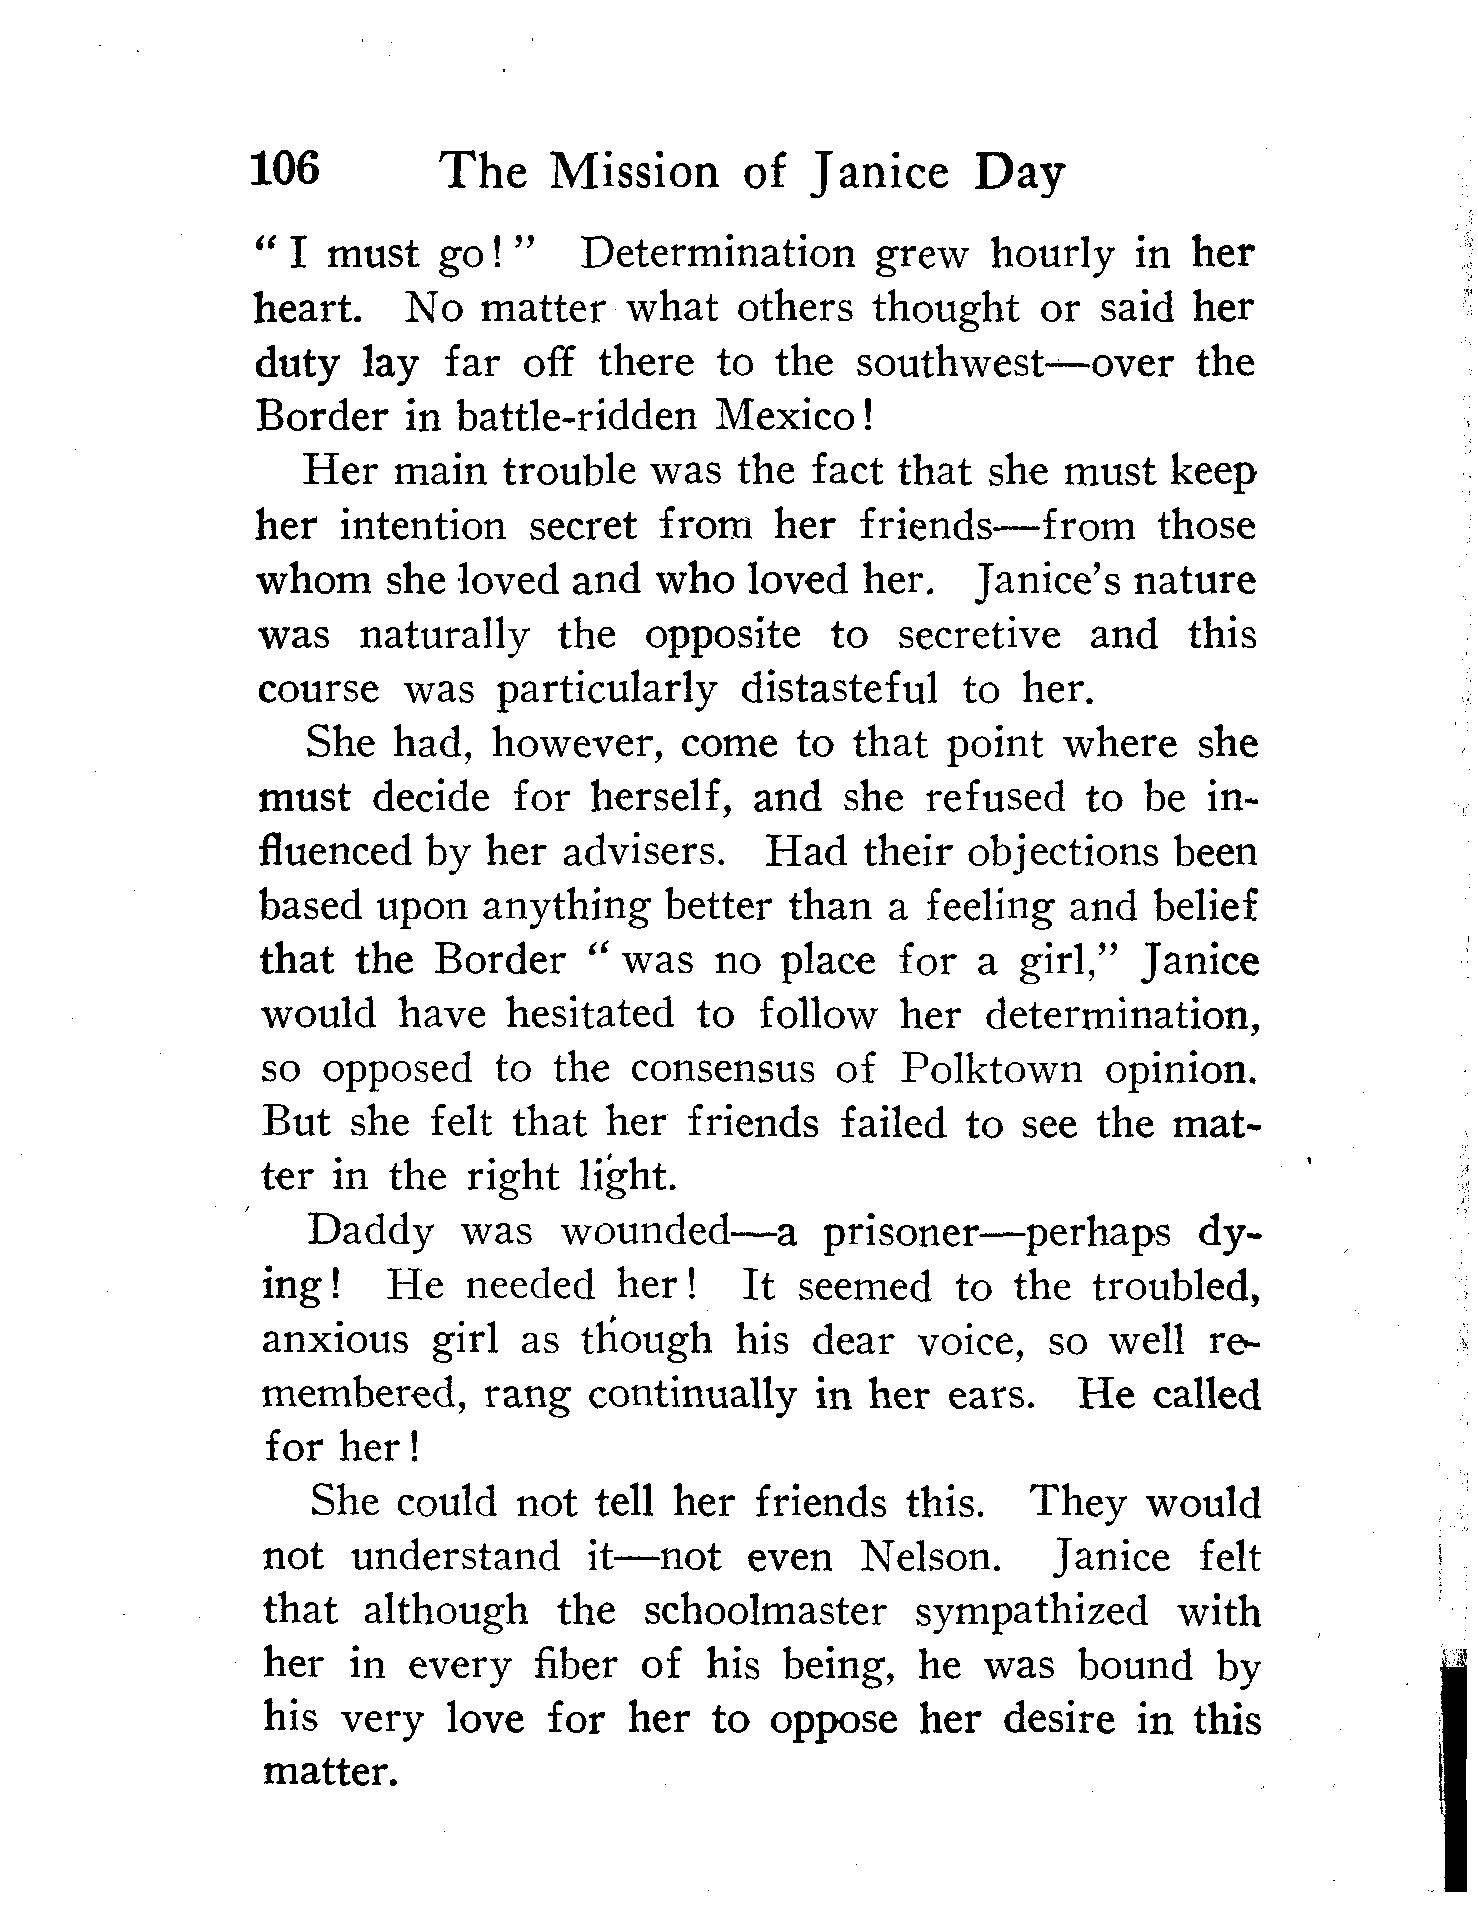 106 The Mission of Janice Day
“ I must go! ” Determination grew hourly in her
heart. No matter what others thought or said her
duty lay far off there to the southwest—over the
Border in battle-ridden Mexico!
Her main trouble was the fact that she must keep
her intention secret from her friends—from those
whom she loved and who loved her. Janice’s nature
was naturally the opposite to secretive and this
course was particularly distasteful to her.
She had, however, come to that point where she
must decide for herself, and she refused to be in-
fluenced by her advisers. Had their objections been
based upon anything better than a feeling and belief
that the Border “ was no place for a girl,” Janice
would have hesitated to follow her determination,
so opposed to the consensus of Polktown opinion.
But she felt that her friends failed to see the mat-
ter in the right light.
Daddy was wounded—a prisoner—perhaps dy-
ing! He needed her! It seemed to the troubled,
anxious girl as though his dear voice, so well re-
membered, rang continually in her ears. He called
for her!
She could not tell her friends this. They would
not understand it—not even Nelson. Janice felt
that although the schoolmaster sympathized with
her in every fiber of his being, he was bound by
his very love for her to oppose her desire in this
matter.